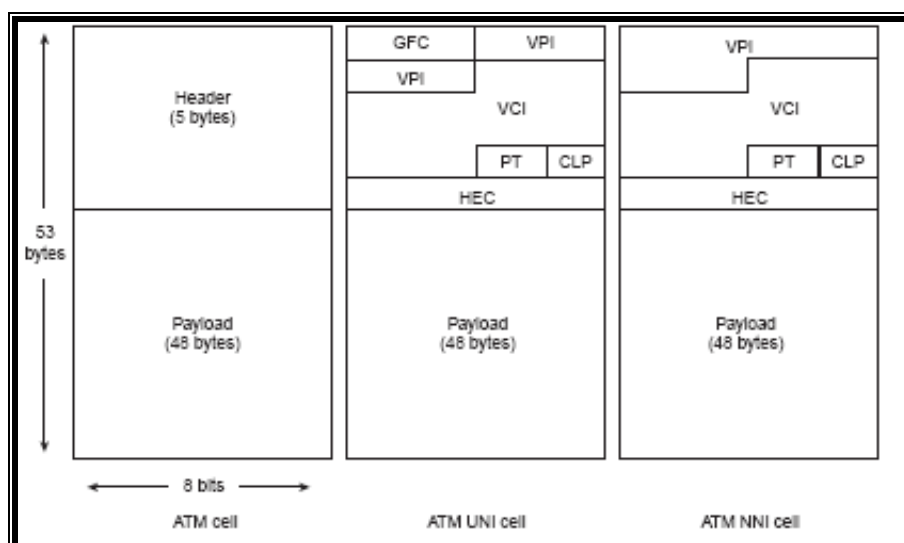 GFC VPI VPI
VPI
Header
(5 bytes)
VCI VCI
PT CLP PT CLP
HEC HEC
53
bytes
Payload
(48 bytes)
Payload
(48 bytes)
Payload
(48 bytes)
8 bits
ATM cell ATM UNI cell ATM NNI cell